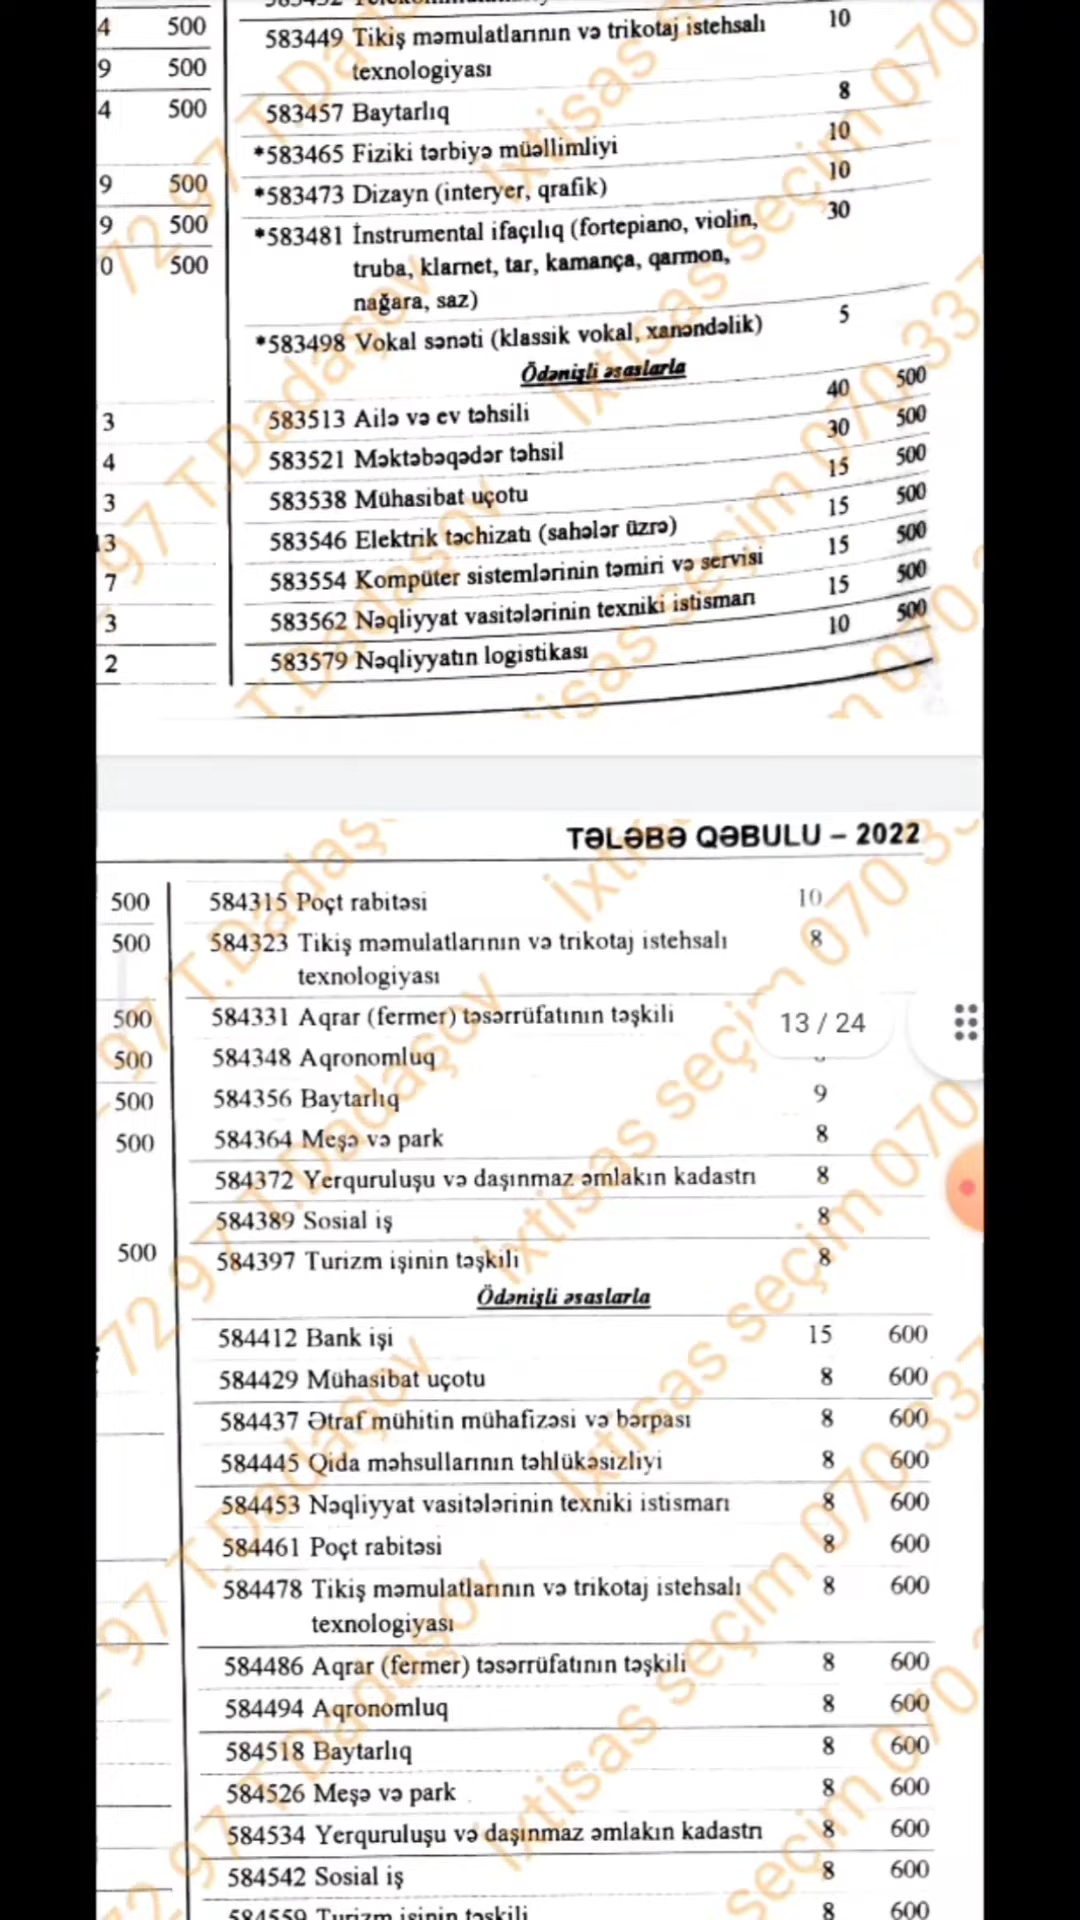 4 500
9 500
4 500
9 500
9 500
0 500
3
4
3
13
7
3
2
583449 Tikiş məmulatlarının və trikotaj istehsalı 10
texnologiyası
583457 Baytarlıq 8
*583465 Fiziki tərbiyə müəllimliyi 10
*583473 Dizayn (interyer, qrafik) 10
*583481 İnstrumental ifaçılıq (fortepiano, violin, 30
truba, klarnet, tar, kamança, qarmon,
nağara, saz)
*583498 Vokal sənəti (klassik vokal, xanəndəlik) 5
Ödənişli əsaslarla
583513 Ailə və ev təhsili 40 500
583521 Məktəbəqədər təhsil 30 500
583538 Mühasibat uçotu 15 500
583546 Elektrik təchizatı (sahələr üzrə) 15 500
583554 Kompüter sistemlərinin təmiri və servisi 15 500
583562 Nəqliyyat vasitələrinin texniki istismarı 15 500
583579 Nəqliyyatın logistikası 10 500
TƏLƏBƏ QƏBULU – 2022
500
500
500
500
500
500
500
584315 Poçt rabitəsi 10
584323 Tikiş məmulatlarının və trikotaj istehsalı 8
texnologiyası
584331 Aqrar (fermer) təsərrüfatının təşkili
13 / 24
584348 Aqronomluq
584356 Baytarlıq 9
584364 Meşə və park 8
584372 Yerquruluşu və daşınmaz əmlakın kadastrı 8
584389 Sosial iş 8
584397 Turizm işinin təşkili 8
Ödənişli əsaslarla
584412 Bank işi 15 600
584429 Mühasibat uçotu 8 600
584437 Ətraf mühitin mühafizəsi və bərpası 8 600
584445 Qida məhsullarının təhlükəsizliyi 8 600
584453 Nəqliyyat vasitələrinin texniki istismarı 8 600
584461 Poçt rabitəsi 8 600
584478 Tikiş məmulatlarının və trikotaj istehsalı 8 600
texnologiyası
584486 Aqrar (fermer) təsərrüfatının təşkili 8 600
584494 Aqronomluq 8 600
584518 Baytarlıq 8 600
584526 Meşə və park 8 600
584534 Yerquruluşu və daşınmaz əmlakın kadastrı 8 600
584542 Sosial iş 8 600
584559 Turizm işinin təşkili 8 600